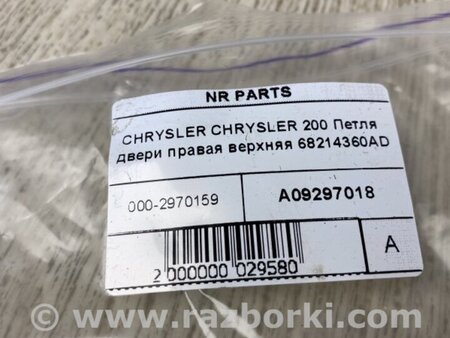 NR PARTS
CHRYSLER CHRYSLER 200 Петля
двери правая верхняя 68214360AD
000-2970159
A09297018
2 000000 029580
A
© www.razborki.com